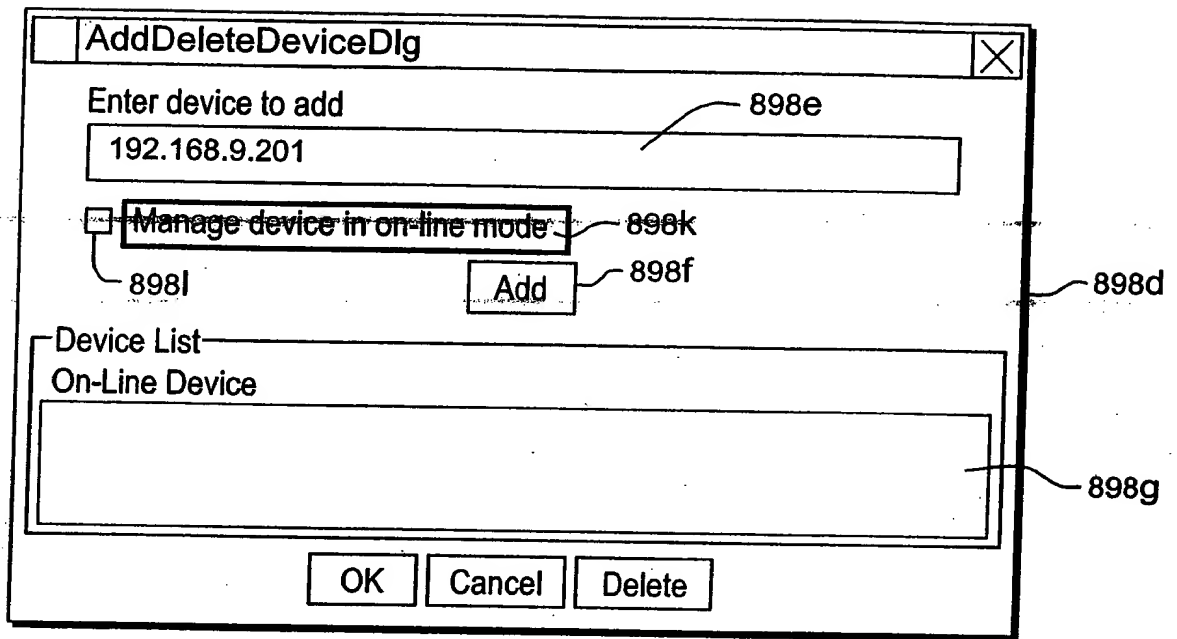 AddDeleteDeviceDlg
Enter device to add
898e
192.168.9.201
Manage device in on-line mode
898k
898l
Add
898f
898d
Device List
On-Line Device
898g
OK
Cancel
Delete